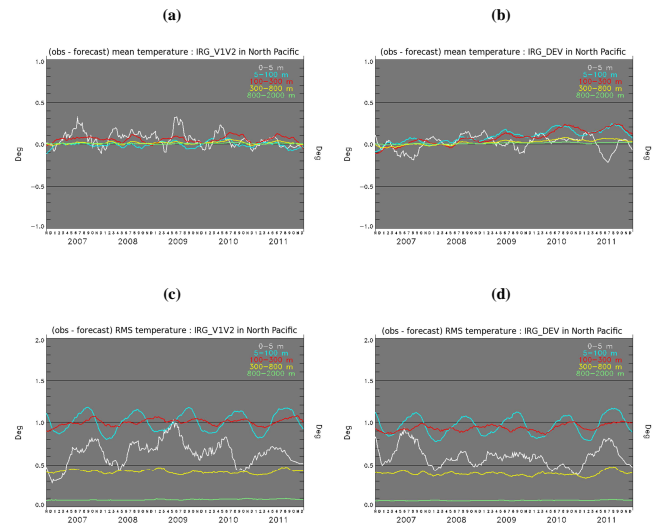 (a)
(b)
(obs - forecast) mean temperature : IRG_V1V2 in North Pacific
(obs - forecast) mean temperature : IRG_DEV in North Pacific
1.0
0-5 m
5-100 m
100-300 m
300-800 m
800-2000 m
0.5
0.0
-0.5
-1.0
Deg
Deg
2007 2008 2009 2010 2011
1.0
0-5 m
5-100 m
100-300 m
300-800 m
800-2000 m
0.5
0.0
-0.5
-1.0
Deg
2007 2008 2009 2010 2011
(c)
(d)
(obs - forecast) RMS temperature : IRG_V1V2 in North Pacific
(obs - forecast) RMS temperature : IRG_DEV in North Pacific
2.0
0-5 m
5-100 m
100-300 m
300-800 m
800-2000 m
1.5
1.0
0.5
0.0
Deg
Deg
2007 2008 2009 2010 2011
2.0
0-5 m
5-100 m
100-300 m
300-800 m
800-2000 m
1.5
1.0
0.5
0.0
Deg
2007 2008 2009 2010 2011